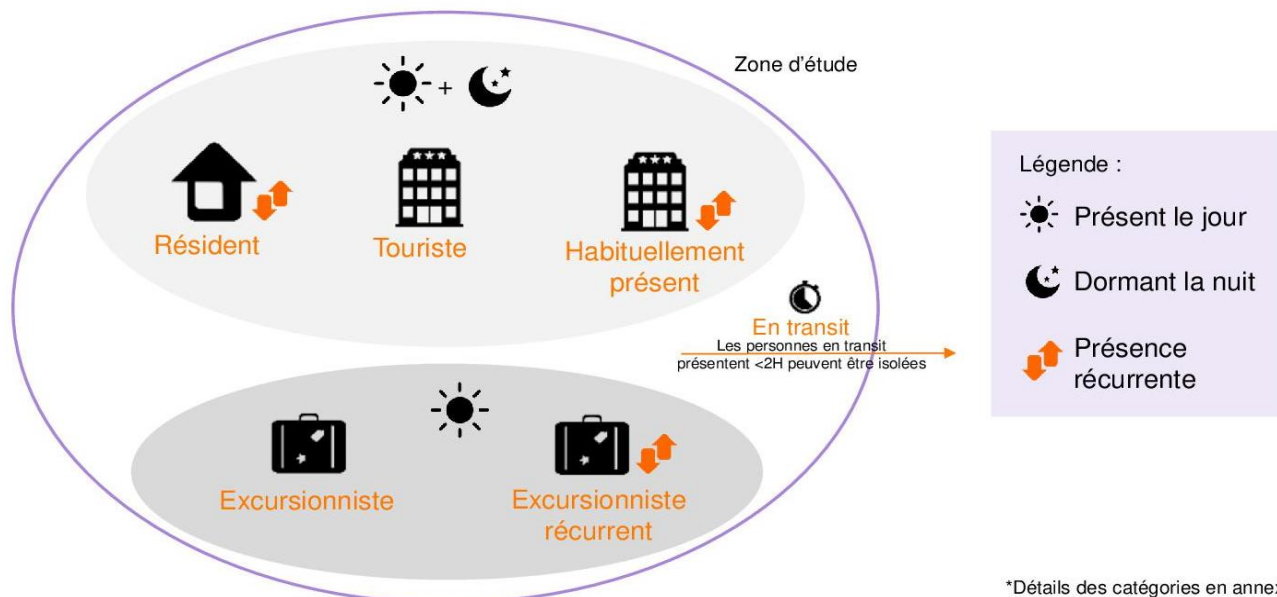 Zone d'étude
+
Résident
Touriste
Habituellement
présent
En transit
Les personnes en transit
présentent <2H peuvent être isolées
Excursionniste
Excursionniste
récurrent
Légende :
Présent le jour
Dormant la nuit
Présence
récurrente
*Détails des catégories en annex